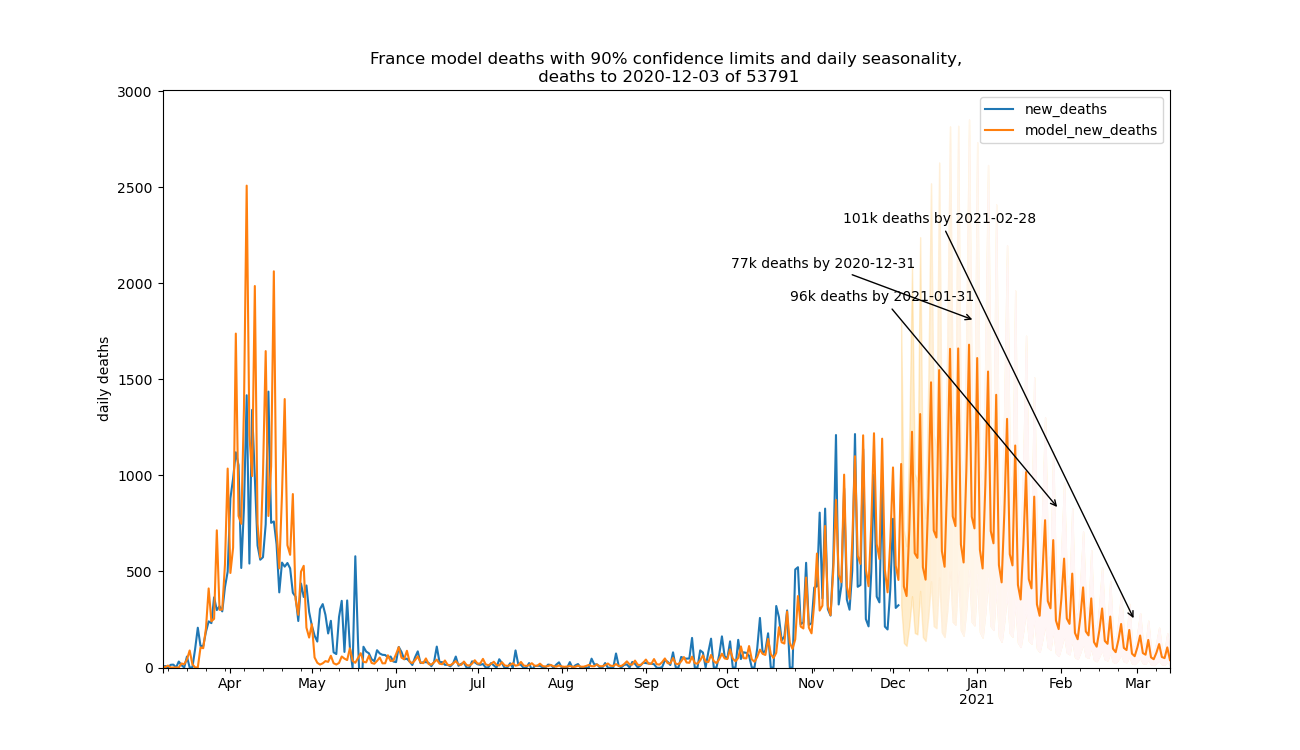 France model deaths with 90% confidence limits and daily seasonality,
deaths to 2020-12-03 of 53791
3000
2500
2000
1500
1000
500
0
daily deaths
new_deaths
model_new_deaths
101k deaths by 2021-02-28
77k deaths by 2020-12-31
96k deaths by 2021-01-31
Apr May Jun Jul Aug Sep Oct Nov Dec Jan Feb Mar
2021